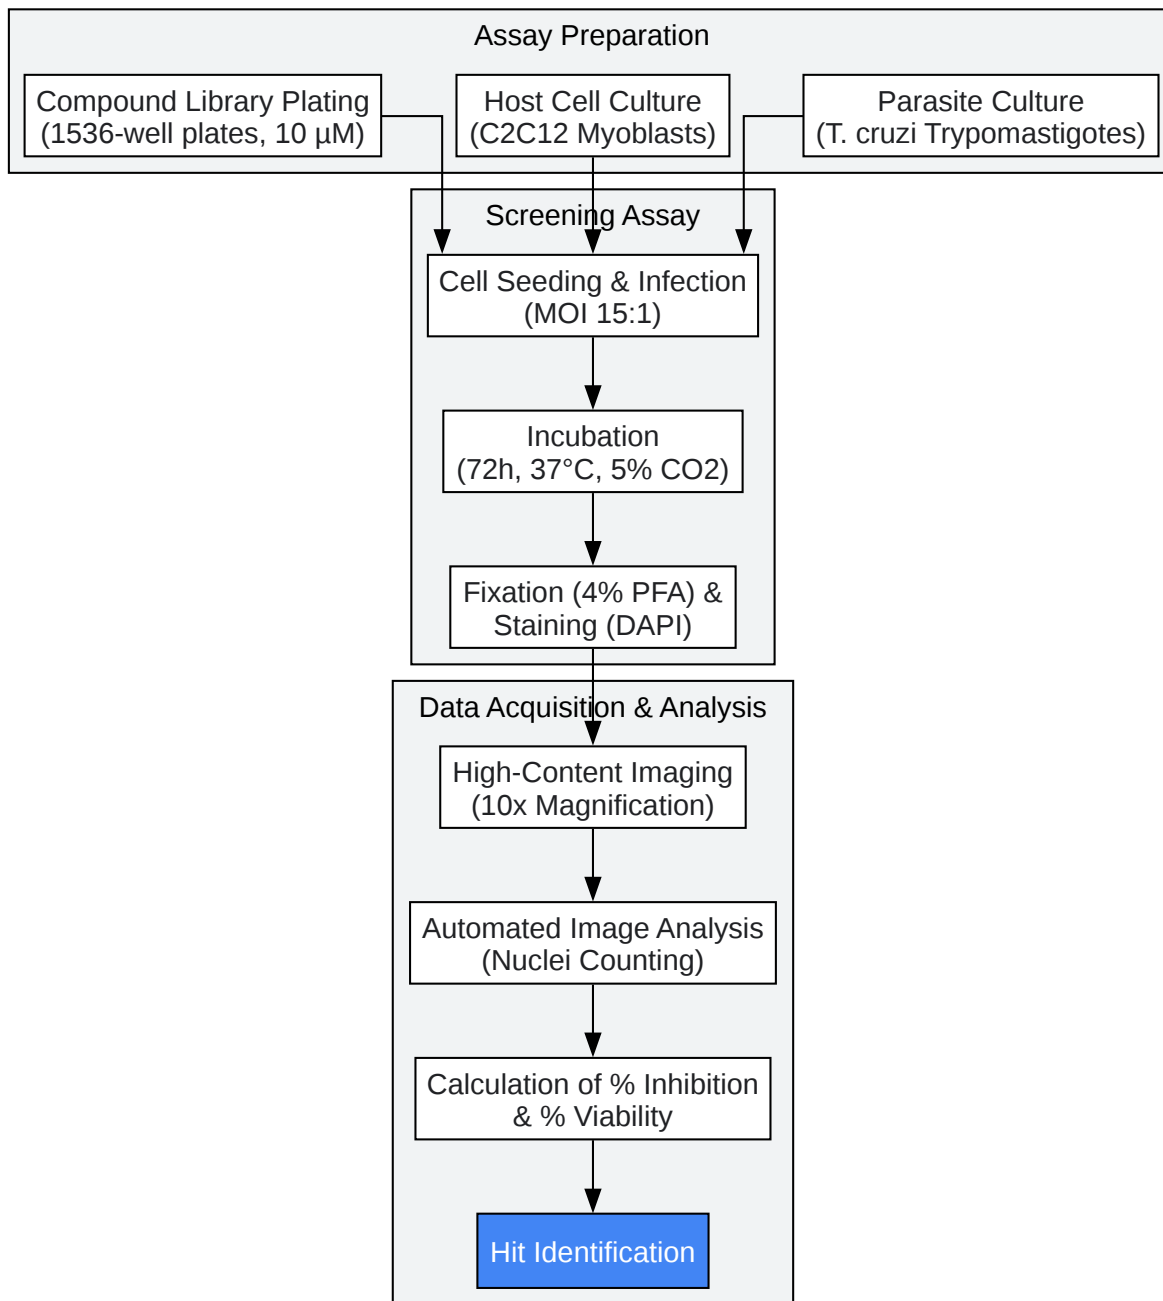 Assay Preparation
Compound Library Plating
(1536-well plates, 10 µM)
Host Cell Culture
(C2C12 Myoblasts)
Parasite Culture
(T. cruzi Trypomastigotes)
Screening Assay
Cell Seeding & Infection
(MOI 15:1)
Incubation
(72h, 37°C, 5% CO2)
Fixation (4% PFA) &
Staining (DAPI)
Data Acquisition & Analysis
High-Content Imaging
(10x Magnification)
Automated Image Analysis
(Nuclei Counting)
Calculation of % Inhibition
& % Viability
Hit Identification